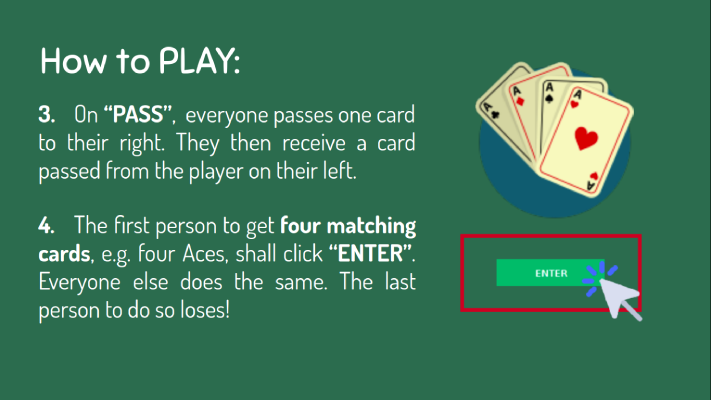 How to PLAY:
3. On “PASS”, everyone passes one card
to their right. They then receive a card
passed from the player on their left.
4. The first person to get four matching
cards, e.g. four Aces, shall click “ENTER”.
Everyone else does the same. The last
person to do so loses!
A
A
A
A
A
ENTER